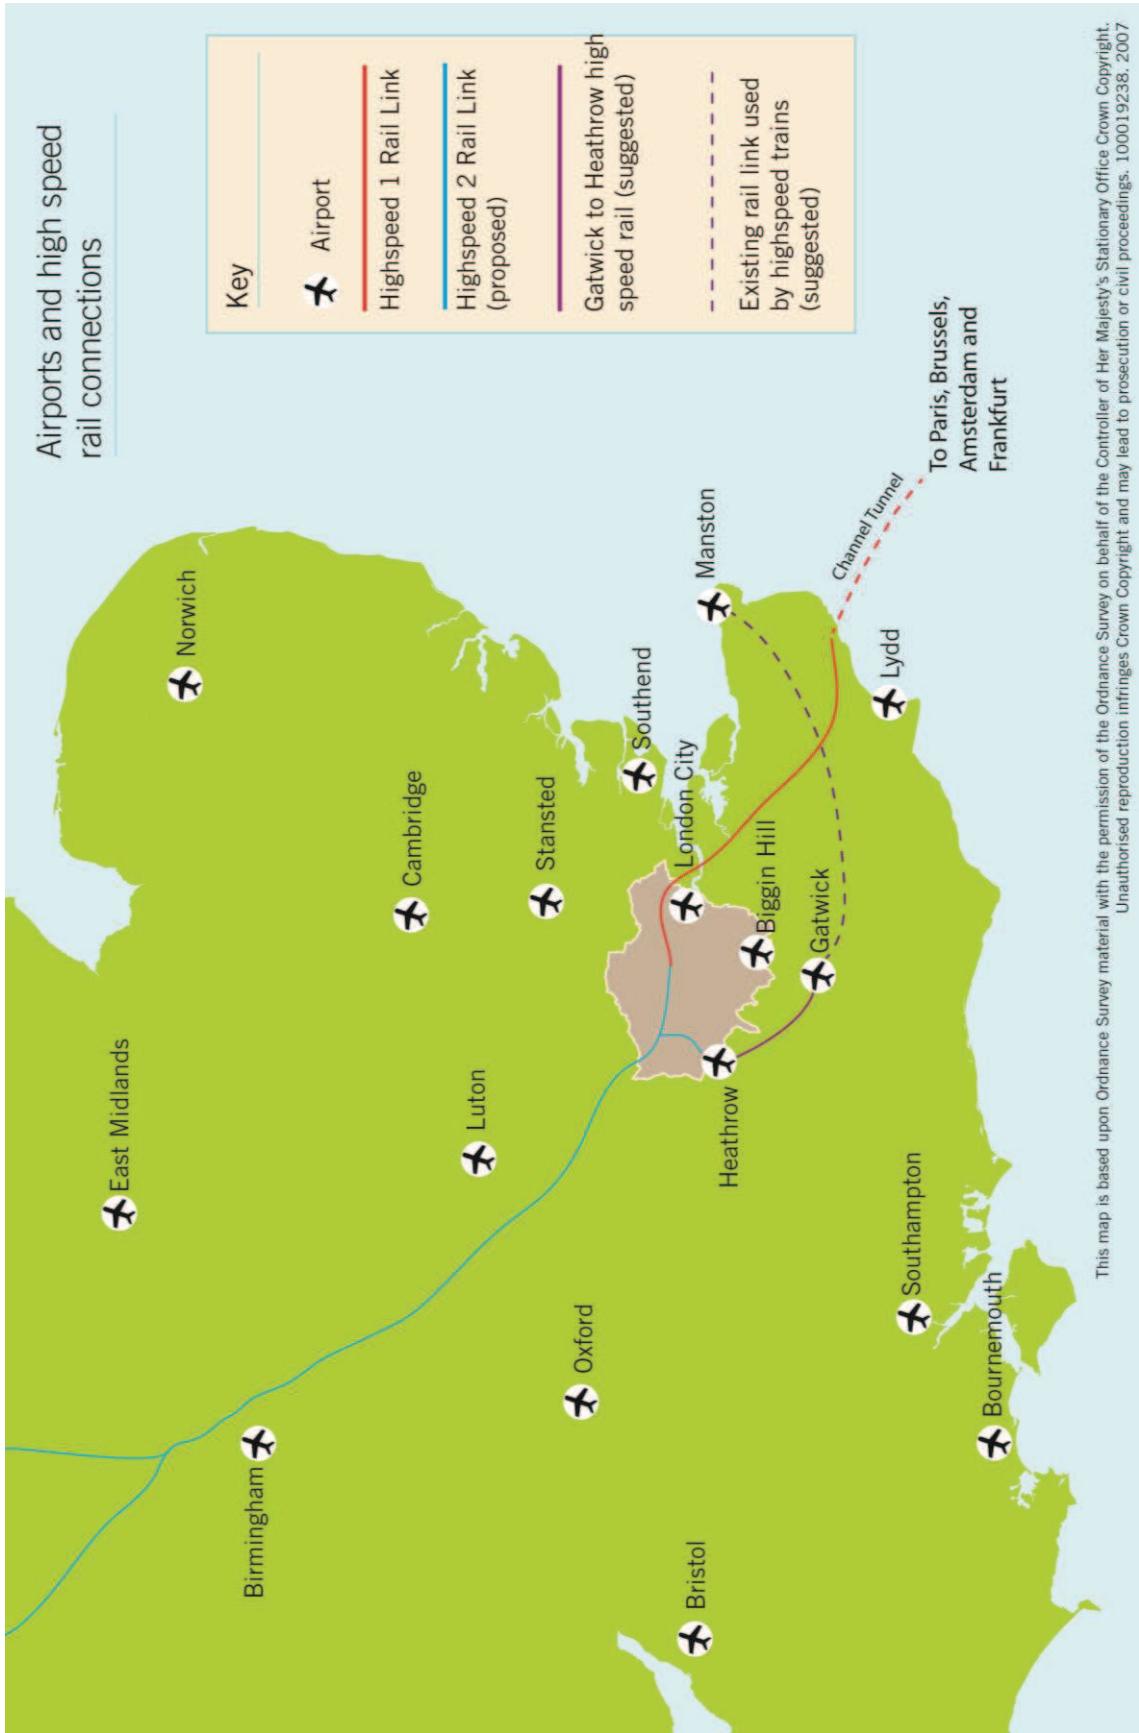 Airports and high speed
rail connections
Key
Airport
Highspeed 1 Rail Link
Highspeed 2 Rail Link
(proposed)
Gatwick to Heathrow high
speed rail (suggested)
Existing rail link used
by highspeed trains
(suggested)
East Midlands
Norwich
Birmingham
Cambridge
Luton
Stansted
Oxford
Southend
London City
Bristol
Heathrow
Biggin Hill
Manston
Gatwick
Channel Tunnel
Lydd
To Paris, Brussels,
Amsterdam and
Frankfurt
Southampton
Bournemouth
This map is based upon Ordnance Survey material with the permission of the Ordnance Survey on behalf of the Controller of Her Majesty's Stationary Office Crown Copyright.
Unauthorised reproduction infringes Crown Copyright and may lead to prosecution or civil proceedings. 100019238. 2007